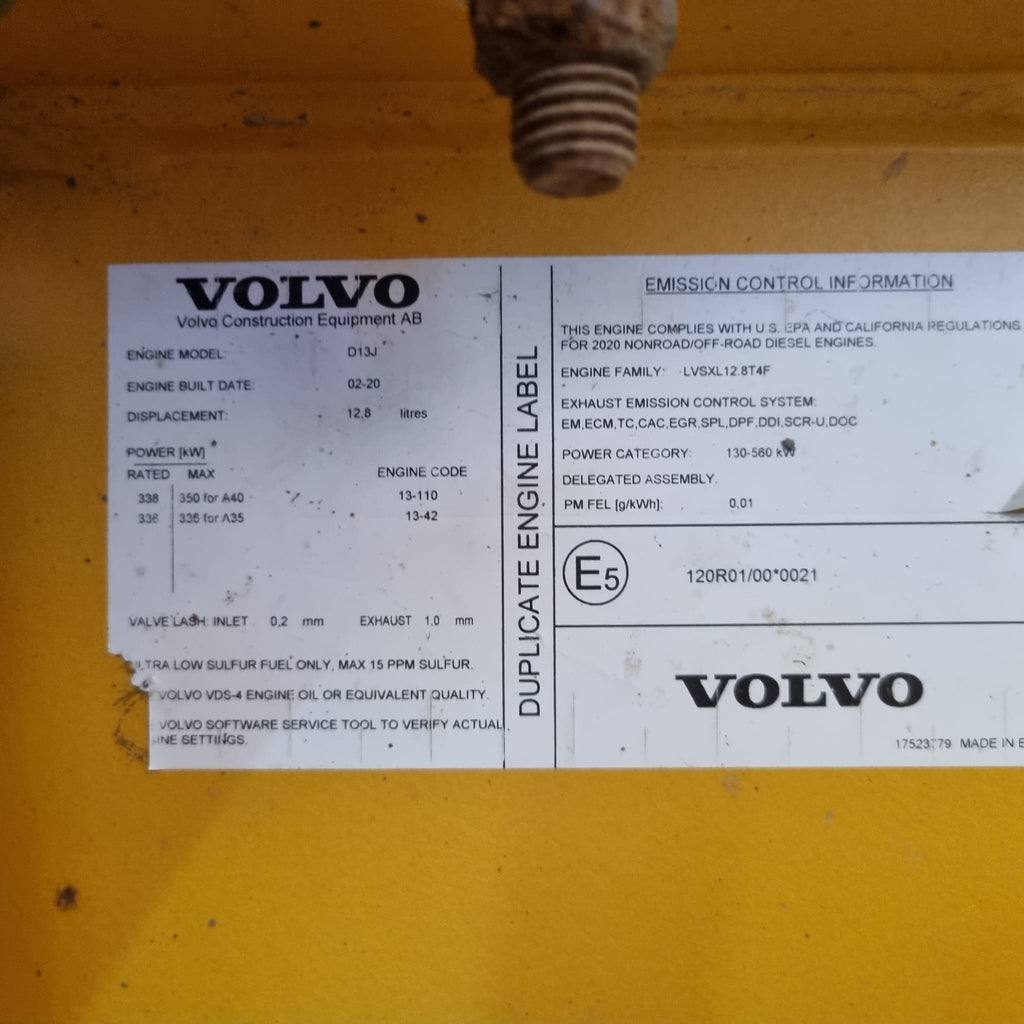 VOLVO
Volvo Construction Equipment AB
ENGINE MODEL: D13J
ENGINE BUILT DATE: 02-20
DISPLACEMENT: 12,8 litres
POWER [kW]
RATED MAX ENGINE CODE
338 350 for A40 13-110
336 336 for A35 13-42
VALVE LASH: INLET 0,2 mm EXHAUST 1,0 mm
LTRA LOW SULFUR FUEL ONLY, MAX 15 PPM SULFUR.
VOLVO VDS-4 ENGINE OIL OR EQUIVALENT QUALITY.
VOLVO SOFTWARE SERVICE TOOL TO VERIFY ACTUAL
INE SETTINGS.
DUPLICATE ENGINE LABEL
EMISSION CONTROL INFORMATION
THIS ENGINE COMPLIES WITH U.S. EPA AND CALIFORNIA REGULATIONS
FOR 2020 NONROAD/OFF-ROAD DIESEL ENGINES.
ENGINE FAMILY: LVSXL12.8T4F
EXHAUST EMISSION CONTROL SYSTEM:
EM,ECM,TC,CAC,EGR,SPL,DPF,DDI,SCR-U,DOC
POWER CATEGORY: 130-560 kW
DELEGATED ASSEMBLY.
PM FEL [g/kWh]: 0,01
E5 120R01/00*0021
VOLVO
MADE IN